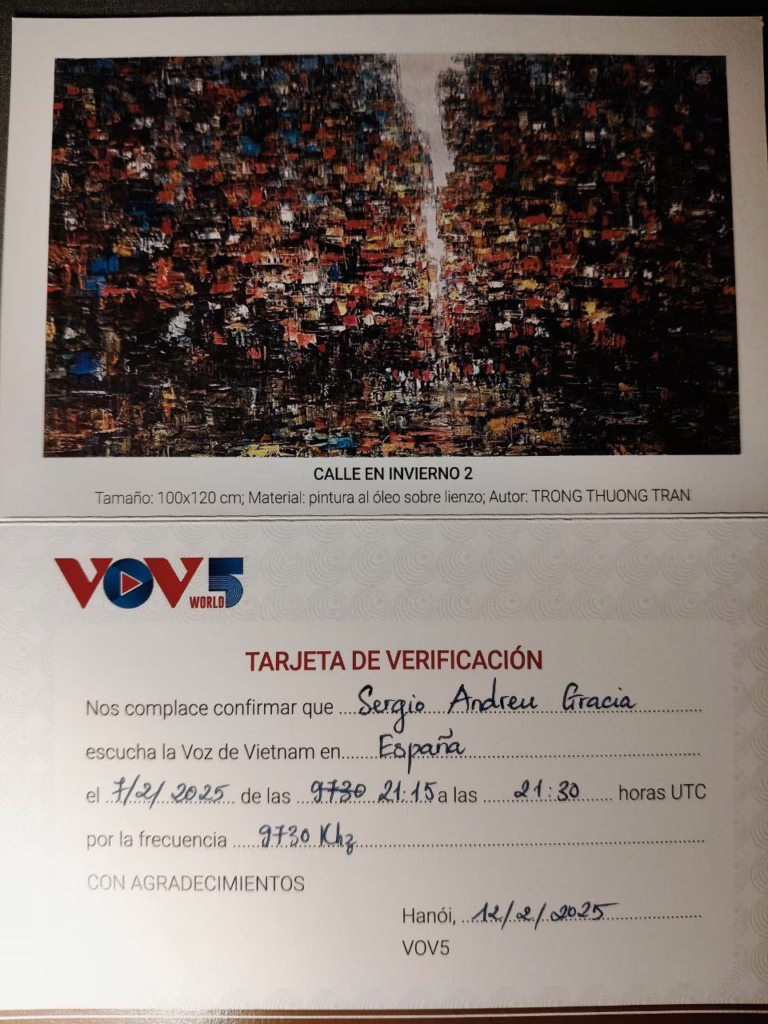 CALLE EN INVIERNO 2
Tamaño: 100x120 cm; Material: pintura al óleo sobre lienzo; Autor: TRONG THUONG TRAN
VOV5
WORLD
TARJETA DE VERIFICACIÓN
Nos complace confirmar que Sergio Andreu Gracia
escucha la Voz de Vietnam en España
el 7/2/2025 de las 9730 21:15 a las 21:30 horas UTC
por la frecuencia 9730 Khz
CON AGRADECIMIENTOS
Hanói, 12/2/2025
VOV5